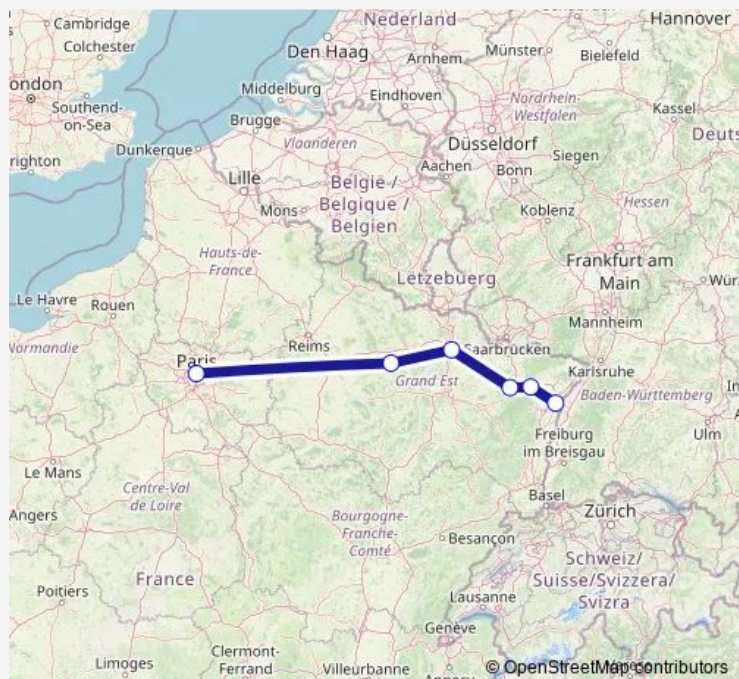 Cambridge
Colchester
ondon
Southend-
on-Sea
righton
Dunkerque
Nederland
Den Haag
Arnhem
Middelburg
Eindhoven
Brugge
Vlaanderen
Lille
België /
Belgique /
Belgien
Mons
Hannover
Münster
Bielefeld
Nordrhein-
Westfalen
Kassel
Düsseldorf
Deuts
Siegen
Aachen
Bonn
Koblenz
Hessen
Frankfurt am
Main
Würz
Hauts-de-
France
Lëtzebuerg
Le Havre
Rouen
Normandie
Reims
Paris
Saarbrücken
Mannheim
Grand Est
Karlsruhe
Baden-Württemberg
In
Ulm
A
Freiburg
im Breisgau
Le Mans
Centre-Val
de Loire
Angers
Bourgogne-
Franche-
Comté
Besançon
Basel
Zürich
Schweiz/
Suisse/Svizzera/
Svizra
Lausanne
Genève
France
Poitiers
Limoges
Clermont-
Ferrand
Villeurbanne
Annecy
© OpenStreetMap contributors